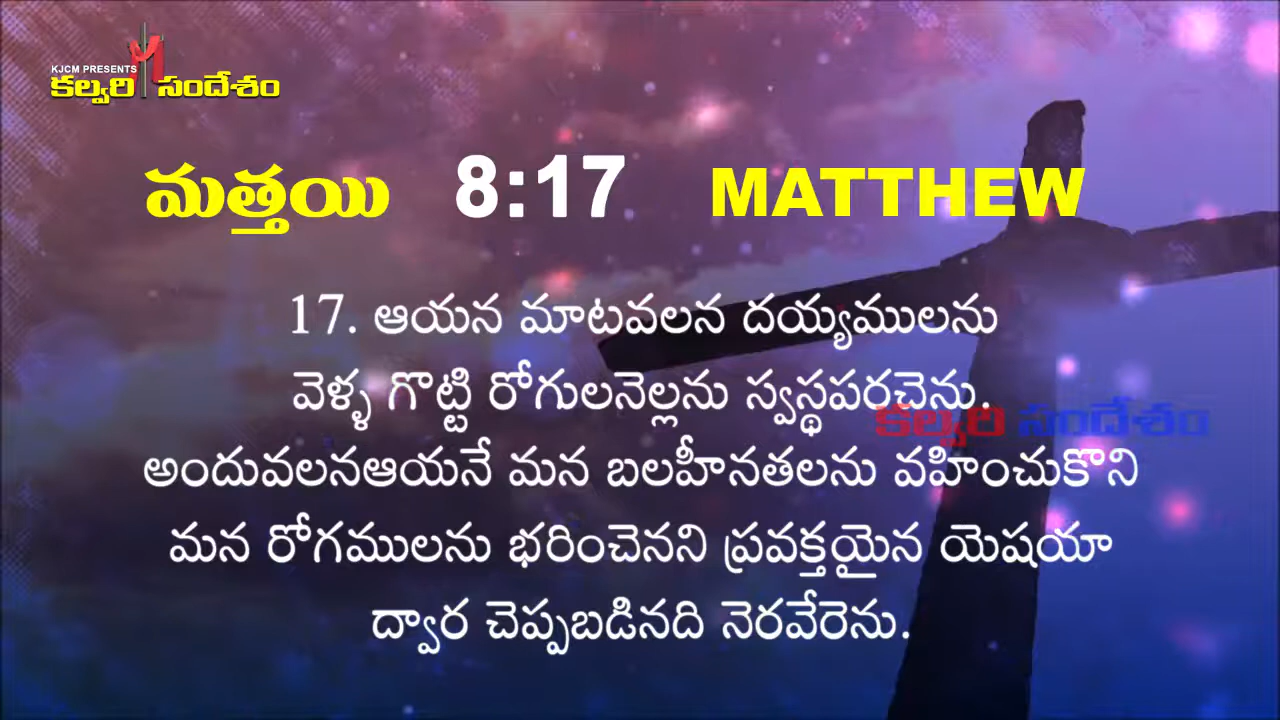 KJCM PRESENTS
కల్వరి సందేశం
మత్తయి 8:17 MATTHEW
17. ఆయన మాటవలన దయ్యములను
వెళ్ళ గొట్టి రోగులనెల్లను స్వస్థపరచెను.
కల్వరి సందేశం
అందువలనఆయనే మన బలహీనతలను వహించుకొని
మన రోగములను భరించెనని ప్రవక్తయైన యెషయా
ద్వార చెప్పబడినది నెరవేరెను.